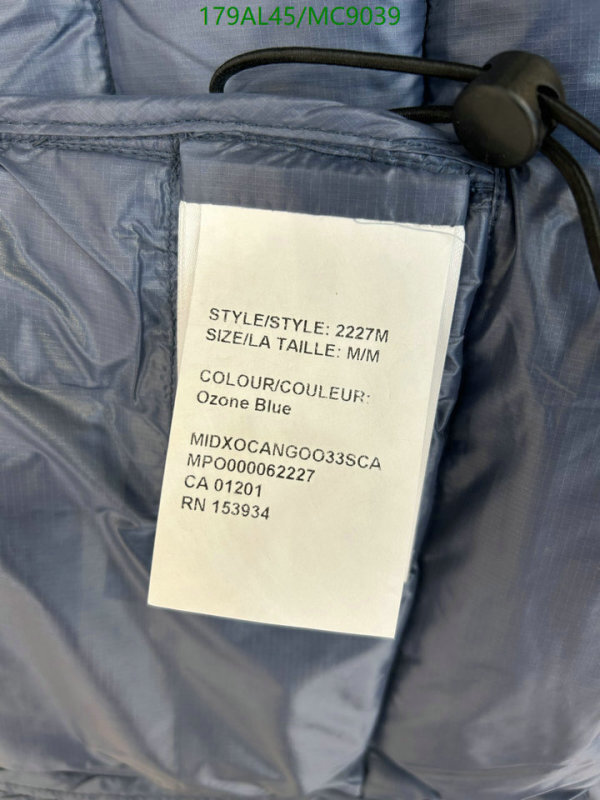 179AL45/MC9039
STYLE/STYLE: 2227M
SIZE/LA TAILLE: M/M
COLOUR/COULEUR:
Ozone Blue
MIDXOCANGOO33SCA
MPO000062227
CA 01201
RN 153934